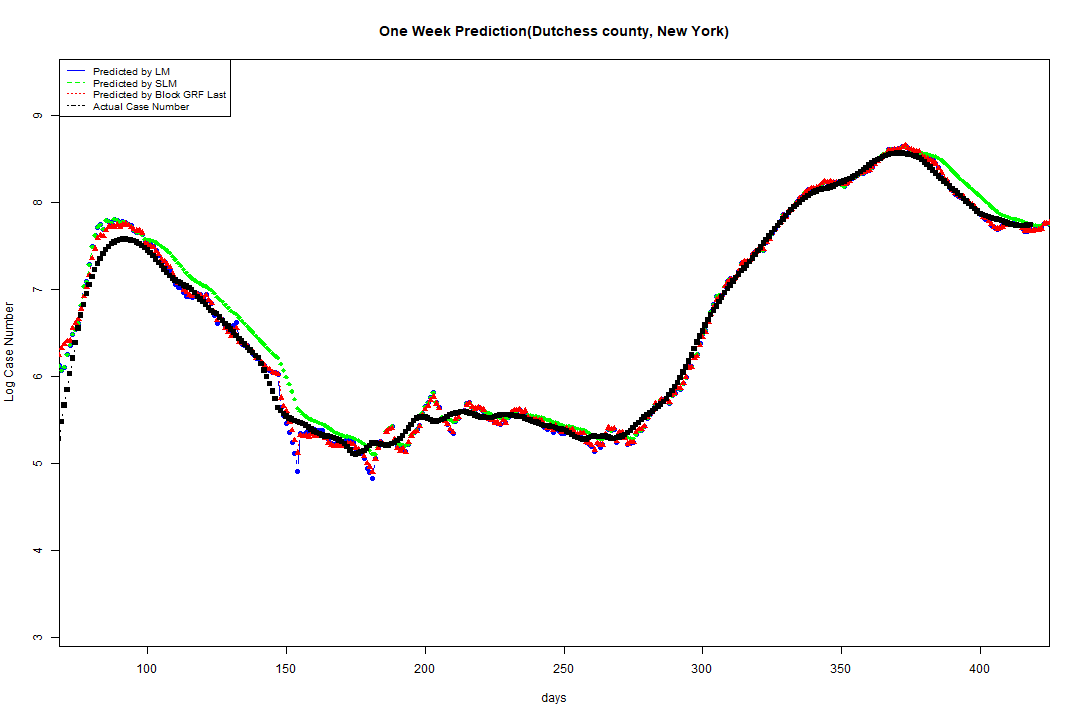 One Week Prediction(Dutchess county, New York)
Predicted by LM
Predicted by SLM
Predicted by Block GRF Last
Actual Case Number
9
8
7
6
5
4
3
Log Case Number
100 150 200 250 300 350 400
days